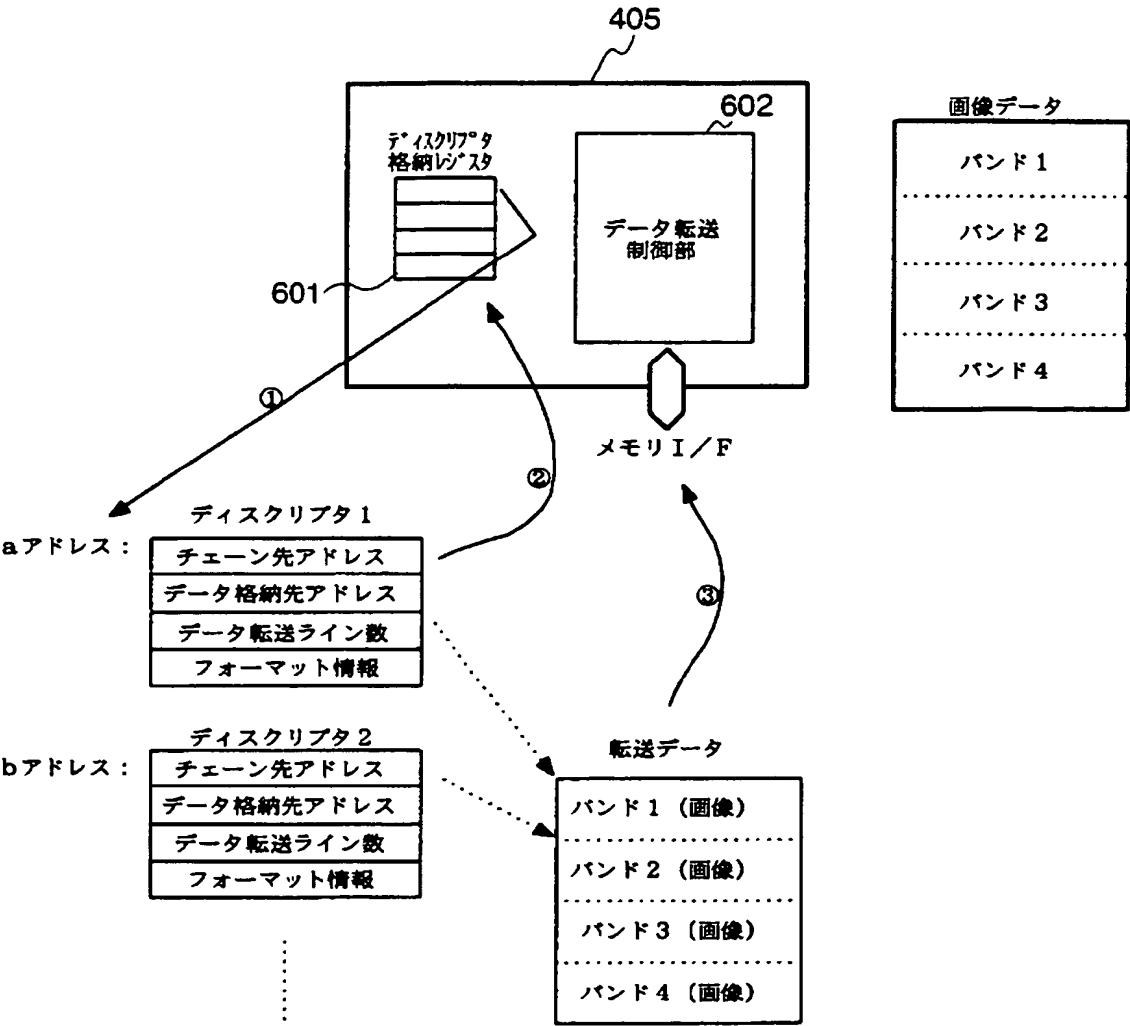 405
602
ディスクリプタ
格納レジスタ
データ転送
制御部
601
画像データ
バンド1
バンド2
バンド3
バンド4
①
メモリI/F
②
ディスクリプタ1
aアドレス:
チェーン先アドレス
データ格納先アドレス
データ転送ライン数
フォーマット情報
③
ディスクリプタ2
bアドレス:
チェーン先アドレス
データ格納先アドレス
データ転送ライン数
フォーマット情報
転送データ
バンド1(画像)
バンド2(画像)
バンド3(画像)
バンド4(画像)